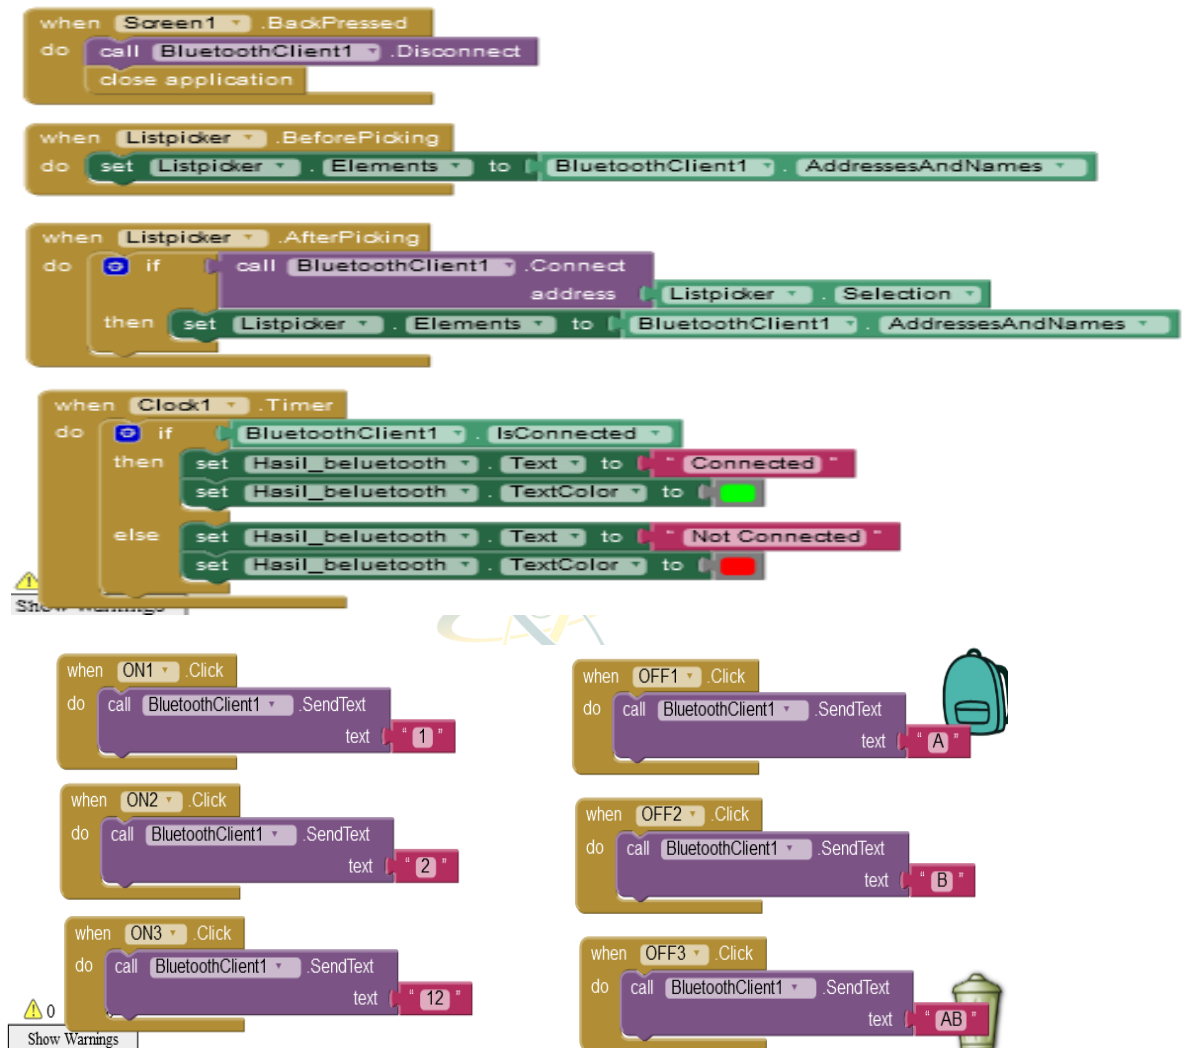 when Screen1 .BackPressed
do call BluetoothClient1 .Disconnect
close application
when Listpicker .BeforePicking
do set Listpicker . Elements to BluetoothClient1 . AddressesAndNames
when Listpicker .AfterPicking
do if call BluetoothClient1 .Connect
address Listpicker . Selection
then set Listpicker . Elements to BluetoothClient1 . AddressesAndNames
when Clock1 .Timer
do if BluetoothClient1 . IsConnected
then set Hasil_beluetooth . Text to " Connected "
set Hasil_beluetooth . TextColor to
else set Hasil_beluetooth . Text to " Not Connected "
set Hasil_beluetooth . TextColor to
Show Warnings
when ON1 .Click
do call BluetoothClient1 .SendText
text " 1 "
when OFF1 .Click
do call BluetoothClient1 .SendText
text " A "
when ON2 .Click
do call BluetoothClient1 .SendText
text " 2 "
when OFF2 .Click
do call BluetoothClient1 .SendText
text " B "
when ON3 .Click
do call BluetoothClient1 .SendText
text " 12 "
when OFF3 .Click
do call BluetoothClient1 .SendText
text " AB "
0
Show Warnings